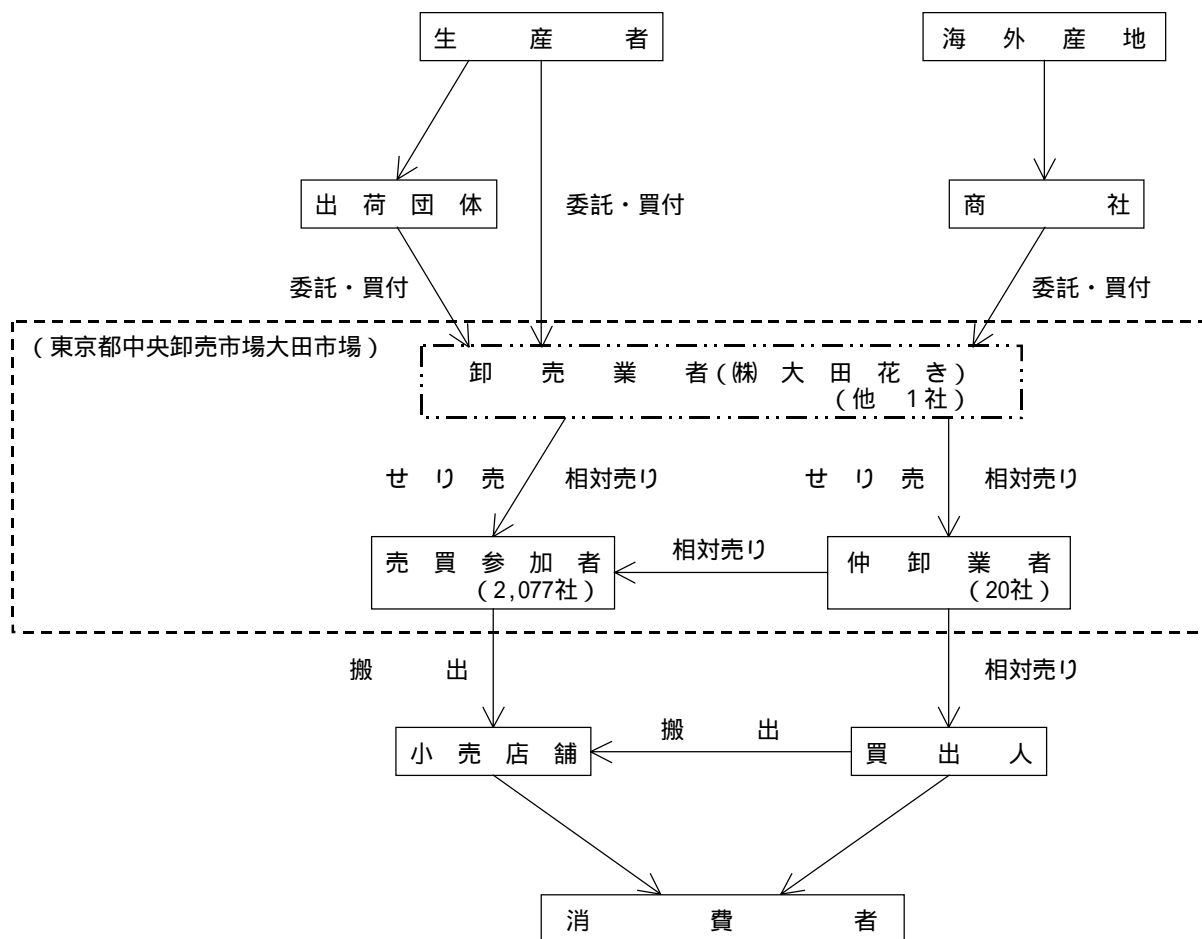 生産者
海外産地
出荷団体
委託・買付
商社
委託・買付
委託・買付
(東京都中央卸売市場大田市場)
卸売業者(㈱大田花き)
(他 1社)
せり売 相対売り
せり売 相対売り
売買参加者
(2,077社)
相対売り
仲卸業者
(20社)
搬出
相対売り
小売店舗
搬出
買出人
消費者